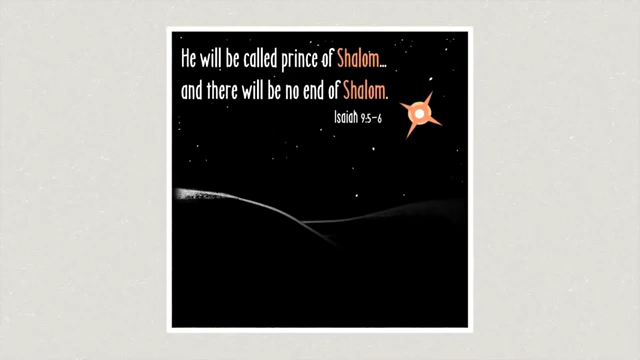 He will be called prince of Shalom...
and there will be no end of Shalom.
Isaiah 9:5-6